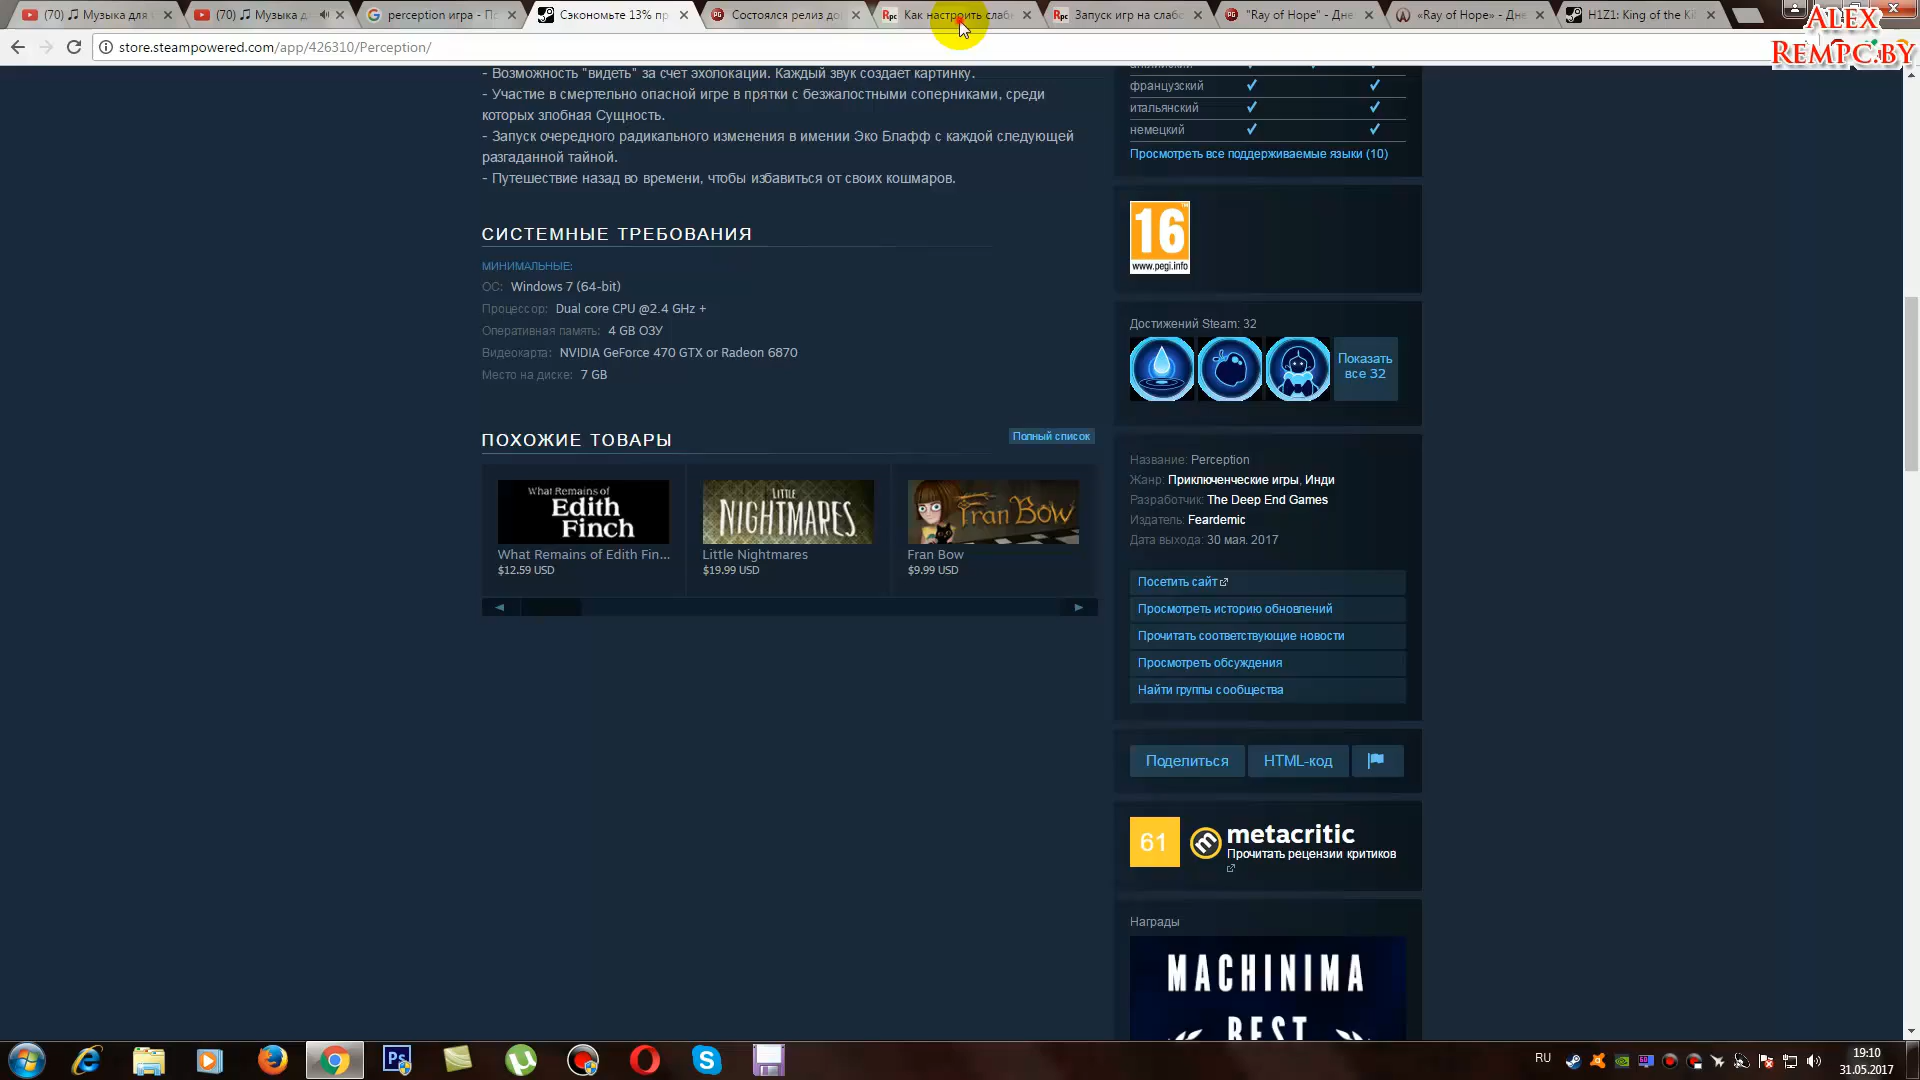 (70) 🎵 Музыка для
(70) 🎵 Музыка д
perception игра - П
Сэкономьте 13% пр
Состоялся релиз до
Как настроить слаб
Запуск игр на слабо
"Ray of Hope" - Дне
«Ray of Hope» - Дне
H1Z1: King of the Ki
ALEX
REMPC.BY
store.steampowered.com/app/426310/Perception/
- Возможность "видеть" за счет эхолокации. Каждый звук создает картинку.
- Участие в смертельно опасной игре в прятки с безжалостными соперниками, среди
которых злобная Сущность.
- Запуск очередного радикального изменения в имении Эко Блафф с каждой следующей
разгаданной тайной.
- Путешествие назад во времени, чтобы избавиться от своих кошмаров.
СИСТЕМНЫЕ ТРЕБОВАНИЯ
МИНИМАЛЬНЫЕ:
ОС: Windows 7 (64-bit)
Процессор: Dual core CPU @2.4 GHz +
Оперативная память: 4 GB ОЗУ
Видеокарта: NVIDIA GeForce 470 GTX or Radeon 6870
Место на диске: 7 GB
ПОХОЖИЕ ТОВАРЫ
Полный список
What Remains of
Edith
Finch
What Remains of Edith Fin...
$12.59 USD
LITTLE
NIGHTMARES
Little Nightmares
$19.99 USD
Fran Bow
Fran Bow
$9.99 USD
французский
итальянский
немецкий
Просмотреть все поддерживаемые языки (10)
16
www.pegi.info
Достижений Steam: 32
Показать
все 32
Название: Perception
Жанр: Приключенческие игры, Инди
Разработчик: The Deep End Games
Издатель: Feardemic
Дата выхода: 30 мая. 2017
Посетить сайт
Просмотреть историю обновлений
Прочитать соответствующие новости
Просмотреть обсуждения
Найти группы сообщества
Поделиться
HTML-код
61
metacritic
Прочитать рецензии критиков
Награды
MACHINIMA
BEST
RU
19:10
31.05.2017